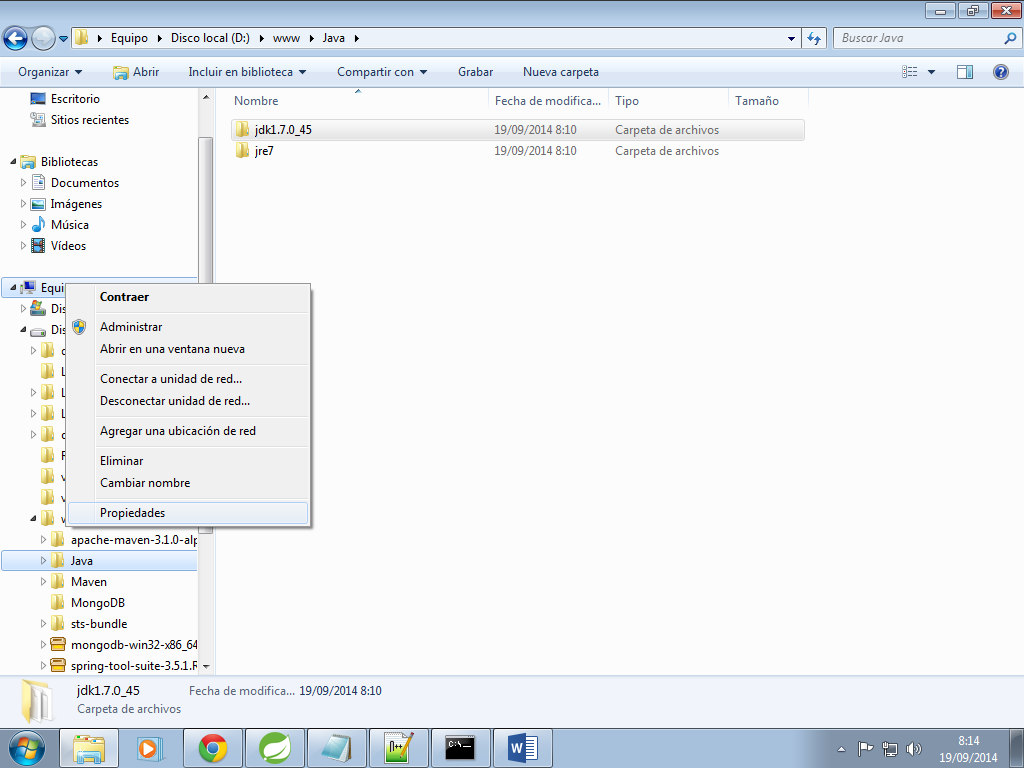 Equipo Disco local (D:) www Java
Buscar Java
Organizar Abrir Incluir en biblioteca Compartir con Grabar Nueva carpeta
Escritorio
Sitios recientes
Bibliotecas
Documentos
Imágenes
Música
Vídeos
Equi
Dis
Dis
apache-maven-3.1.0-alp
Java
Maven
MongoDB
sts-bundle
mongodb-win32-x86_64
spring-tool-suite-3.5.1.R
Nombre Fecha de modifica... Tipo Tamaño
jdk1.7.0_45 19/09/2014 8:10 Carpeta de archivos
jre7 19/09/2014 8:10 Carpeta de archivos
Contraer
Administrar
Abrir en una ventana nueva
Conectar a unidad de red...
Desconectar unidad de red...
Agregar una ubicación de red
Eliminar
Cambiar nombre
Propiedades
jdk1.7.0_45 Fecha de modifica... 19/09/2014 8:10
Carpeta de archivos
8:14
19/09/2014